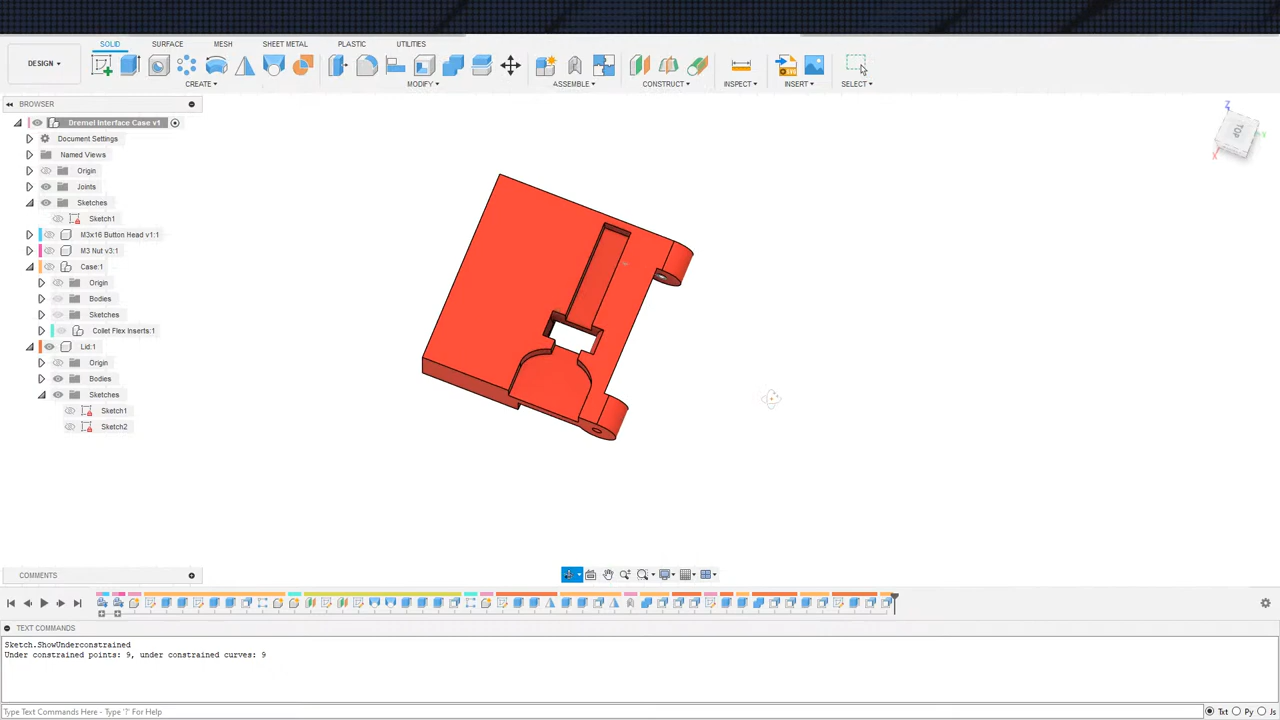 SOLID SURFACE MESH SHEET METAL PLASTIC UTILITIES
DESIGN
CREATE MODIFY ASSEMBLE CONSTRUCT INSPECT INSERT SELECT
BROWSER
Dremel Interface Case v1
Document Settings
Named Views
Origin
Joints
Sketches
Sketch1
M3x16 Button Head v1:1
M3 Nut v3:1
Case:1
Origin
Bodies
Sketches
Collet Flex Inserts:1
Lid:1
Origin
Bodies
Sketches
Sketch1
Sketch2
Z
TOP
Y
X
COMMENTS
TEXT COMMANDS
Sketch.ShowUnderconstrained
Under constrained points: 9, under constrained curves: 9
Type Text Commands Here - Type '?' For Help
Txt Py Js